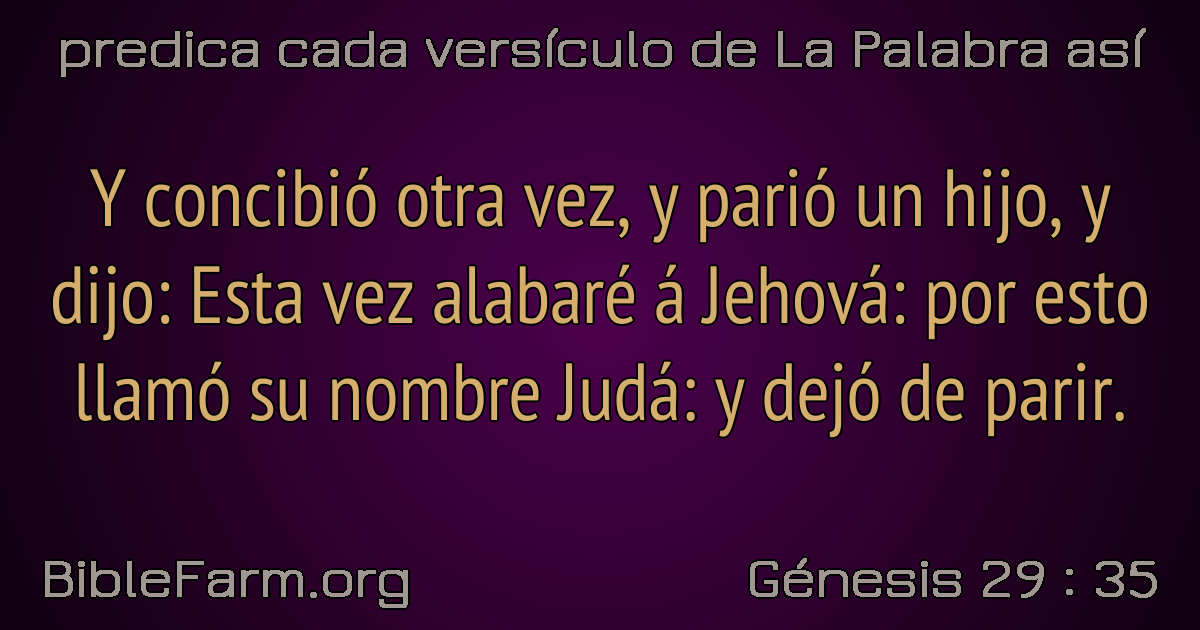 predica cada versículo de La Palabra así
Y concibió otra vez, y parió un hijo, y
dijo: Esta vez alabaré á Jehová: por esto
llamó su nombre Judá: y dejó de parir.
BibleFarm.org
Génesis 29 : 35